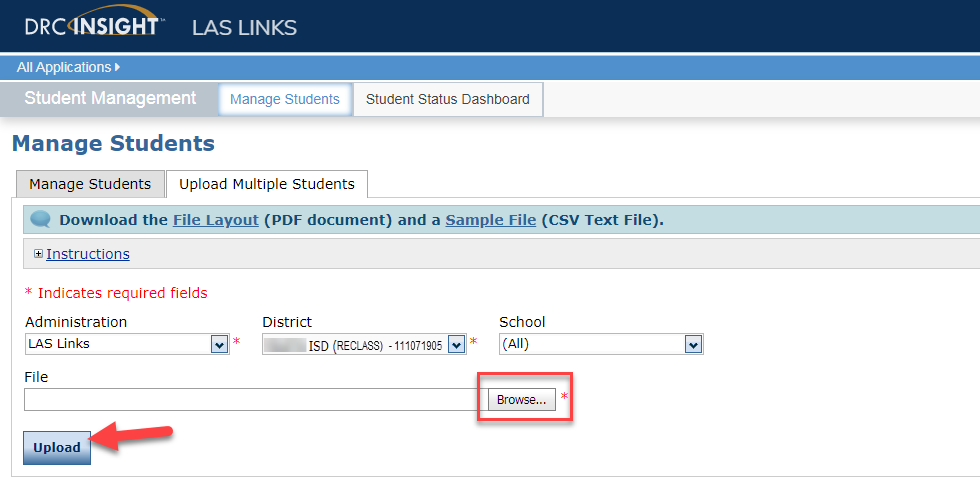 DRC INSIGHT™ LAS LINKS
All Applications
Student Management Manage Students Student Status Dashboard
Manage Students
Manage Students Upload Multiple Students
Download the File Layout (PDF document) and a Sample File (CSV Text File).
Instructions
* Indicates required fields
Administration District School
LAS Links * ISD (RECLASS) - 111071905 * (All)
File
Browse... *
Upload